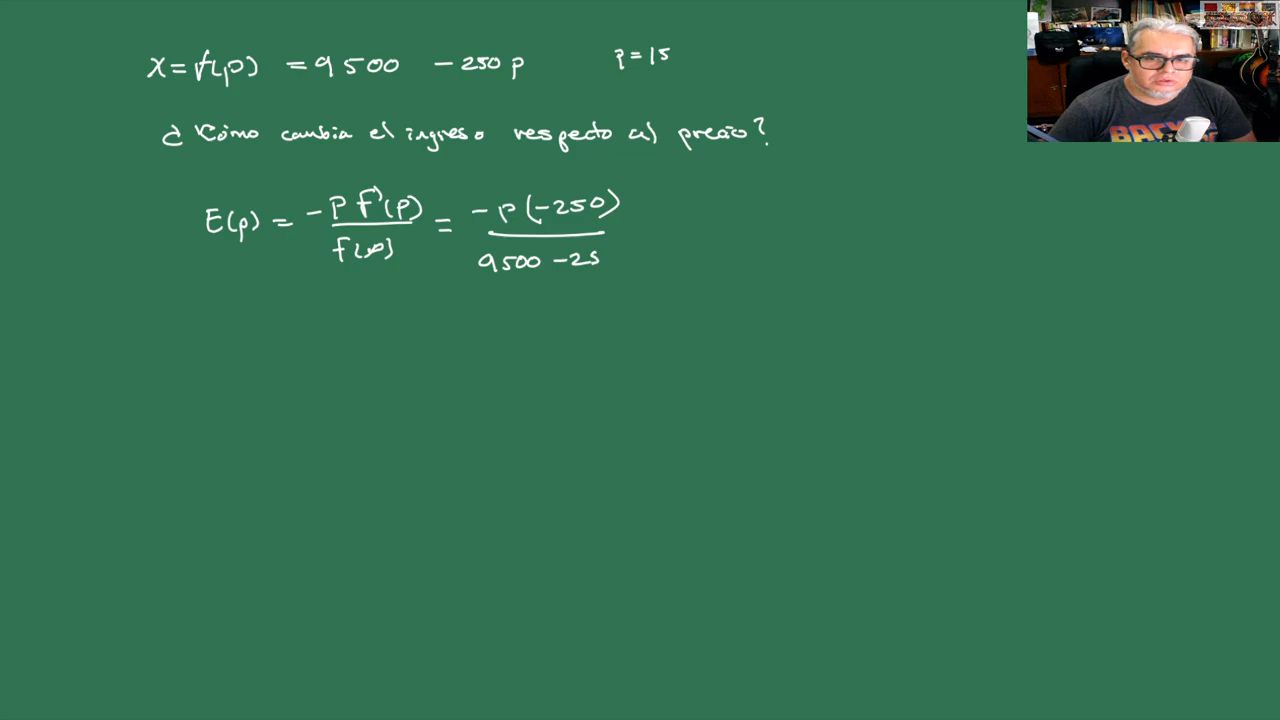 x = f(p) = 9500 - 250 p p = 15
¿Cómo cambia el ingreso respecto al precio?
E(p) = -p f'(p) / f(p) = -p(-250) / 9500 - 25